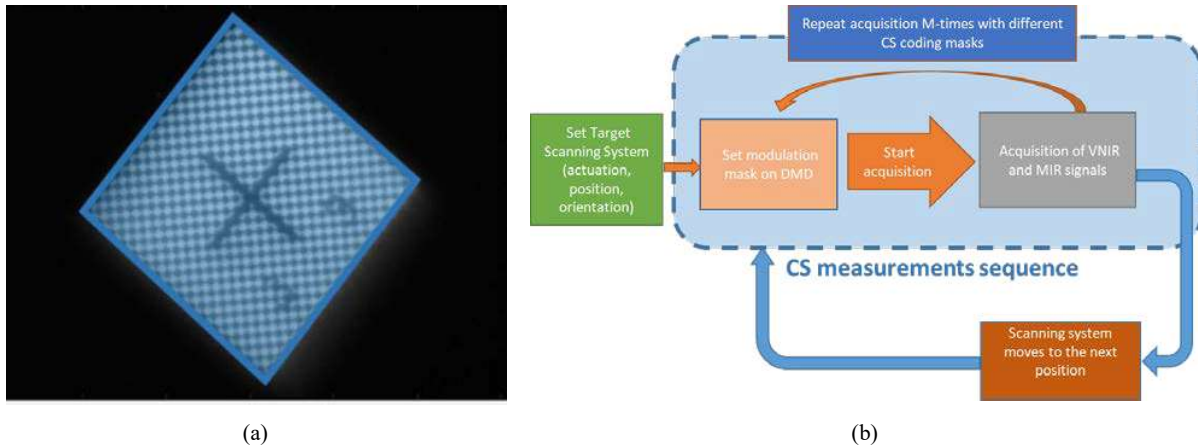 Repeat acquisition M-times with different
CS coding masks
Set Target
Scanning System
(actuation,
position,
orientation)
Set modulation
mask on DMD
Start
acquisition
Acquisition of VNIR
and MIR signals
CS measurements sequence
Scanning system
moves to the next
position
(a)
(b)